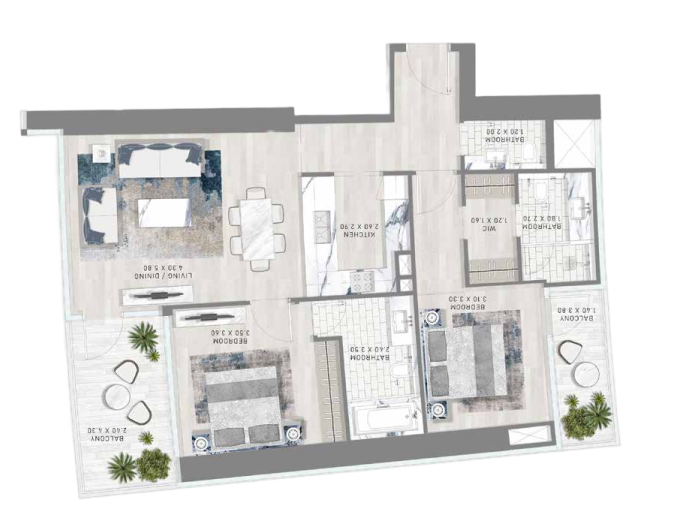 BATHROOM
1.20 X 2.00
LIVING / DINING
4.30 X 5.80
KITCHEN
2.60 X 2.90
WIC
1.20 X 1.60
BATHROOM
1.80 X 2.70
BEDROOM
3.50 X 3.60
BATHROOM
2.40 X 3.50
BEDROOM
3.10 X 3.30
BALCONY
1.40 X 3.80
BALCONY
2.40 X 4.30